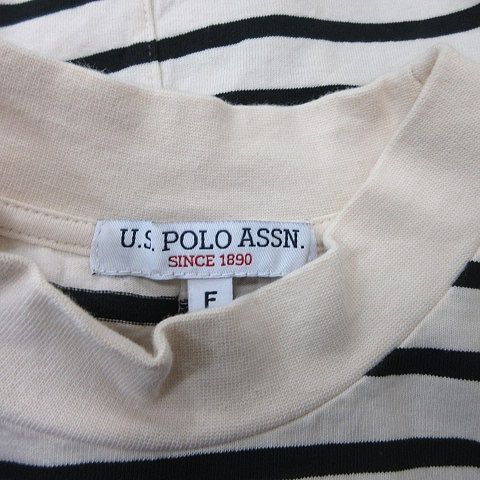 U.S. POLO ASSN.
SINCE 1890
F